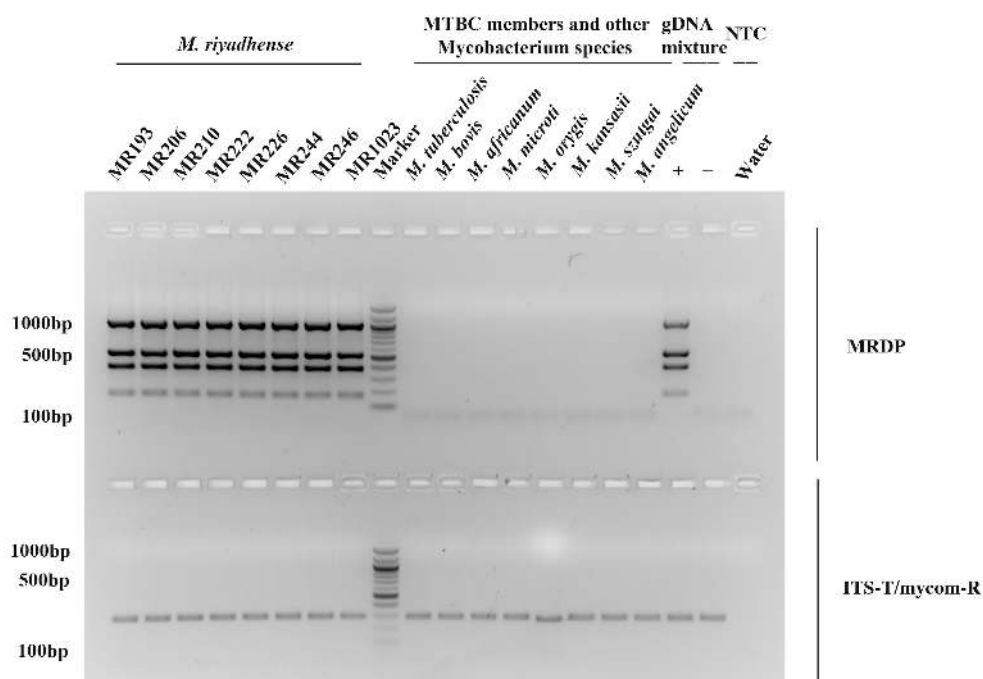 M. riyadhense
MTBC members and other
Mycobacterium species
gDNA
mixture
NTC
MR193
MR206
MR210
MR222
MR226
MR244
MR246
MR1023
Marker
M. tuberculosis
M. bovis
M. africanum
M. microti
M. orygis
M. kansasii
M. szulgai
M. angelicum
+
−
Water
1000bp
500bp
100bp
MRDP
1000bp
500bp
100bp
ITS-T/mycom-R